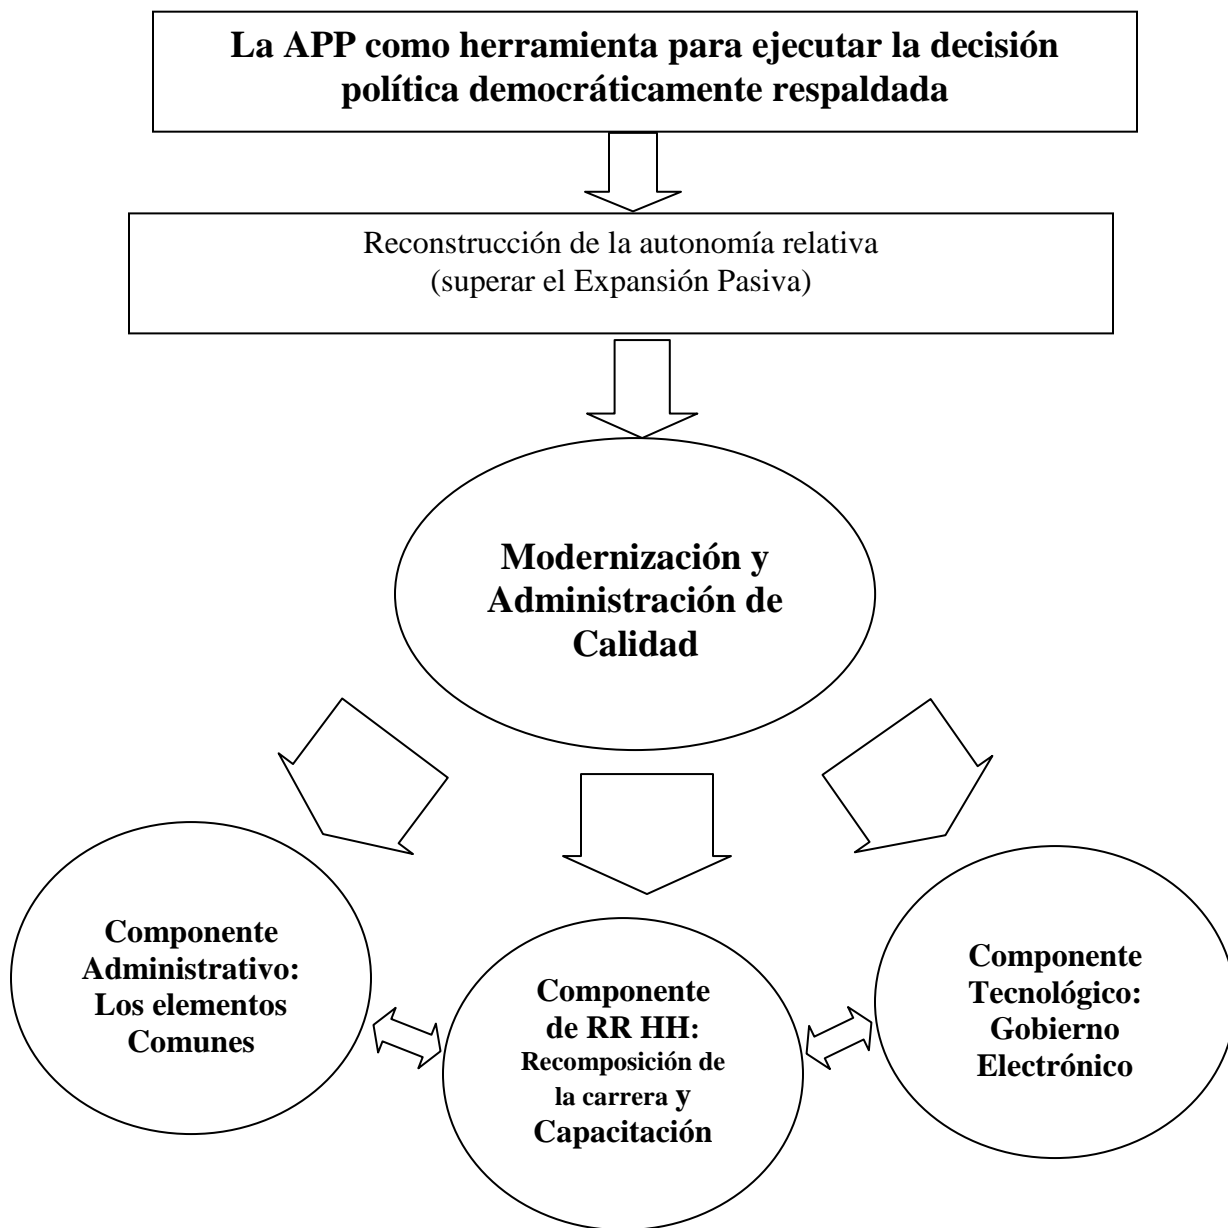 La APP como herramienta para ejecutar la decisión
política democráticamente respaldada
Reconstrucción de la autonomía relativa
(superar el Expansión Pasiva)
Modernización y
Administración de
Calidad
Componente
Administrativo:
Los elementos
Comunes
Componente
de RR HH:
Recomposición de
la carrera y
Capacitación
Componente
Tecnológico:
Gobierno
Electrónico